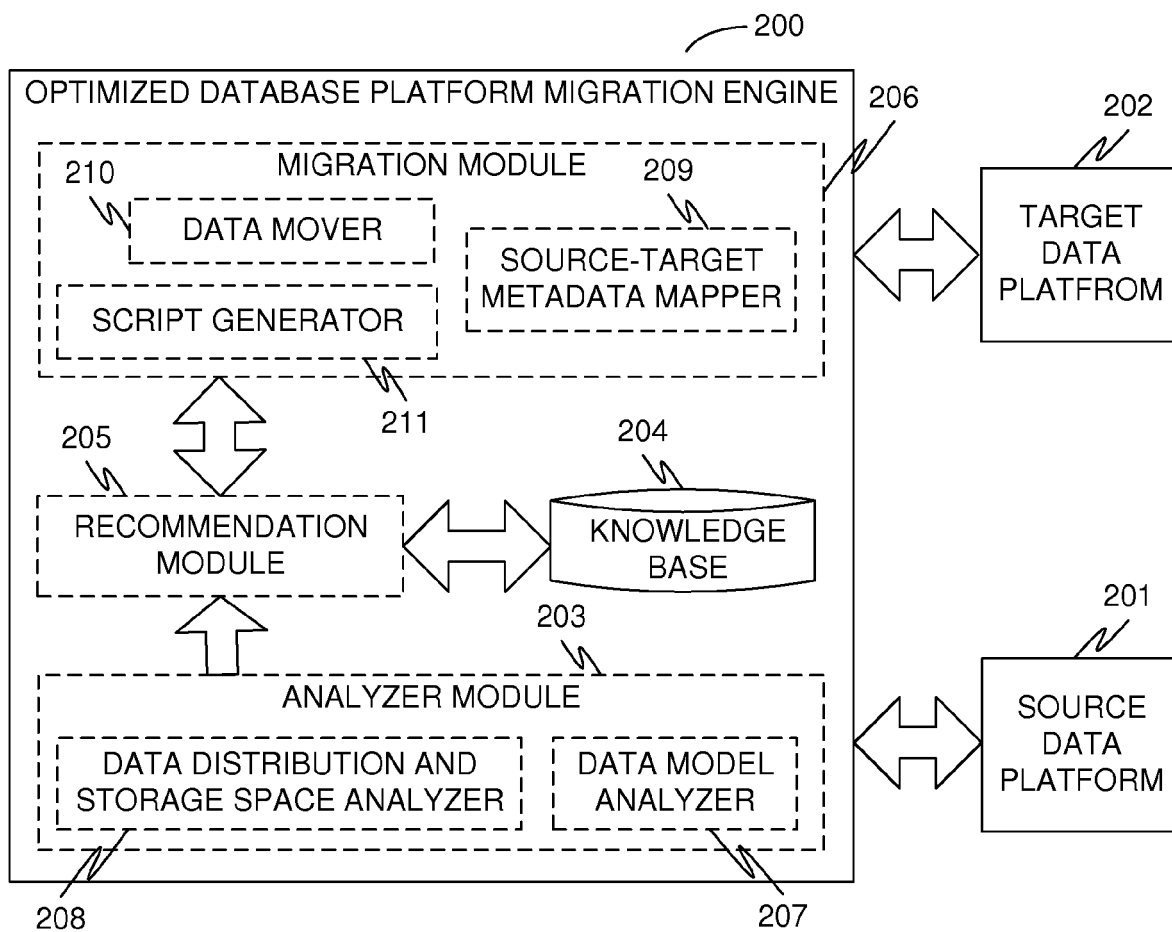 200
OPTIMIZED DATABASE PLATFORM MIGRATION ENGINE
206
MIGRATION MODULE
210
209
DATA MOVER
SOURCE-TARGET
METADATA MAPPER
SCRIPT GENERATOR
211
202
TARGET
DATA
PLATFROM
205
204
RECOMMENDATION
MODULE
KNOWLEDGE
BASE
203
ANALYZER MODULE
DATA DISTRIBUTION AND
STORAGE SPACE ANALYZER
DATA MODEL
ANALYZER
201
SOURCE
DATA
PLATFORM
208
207